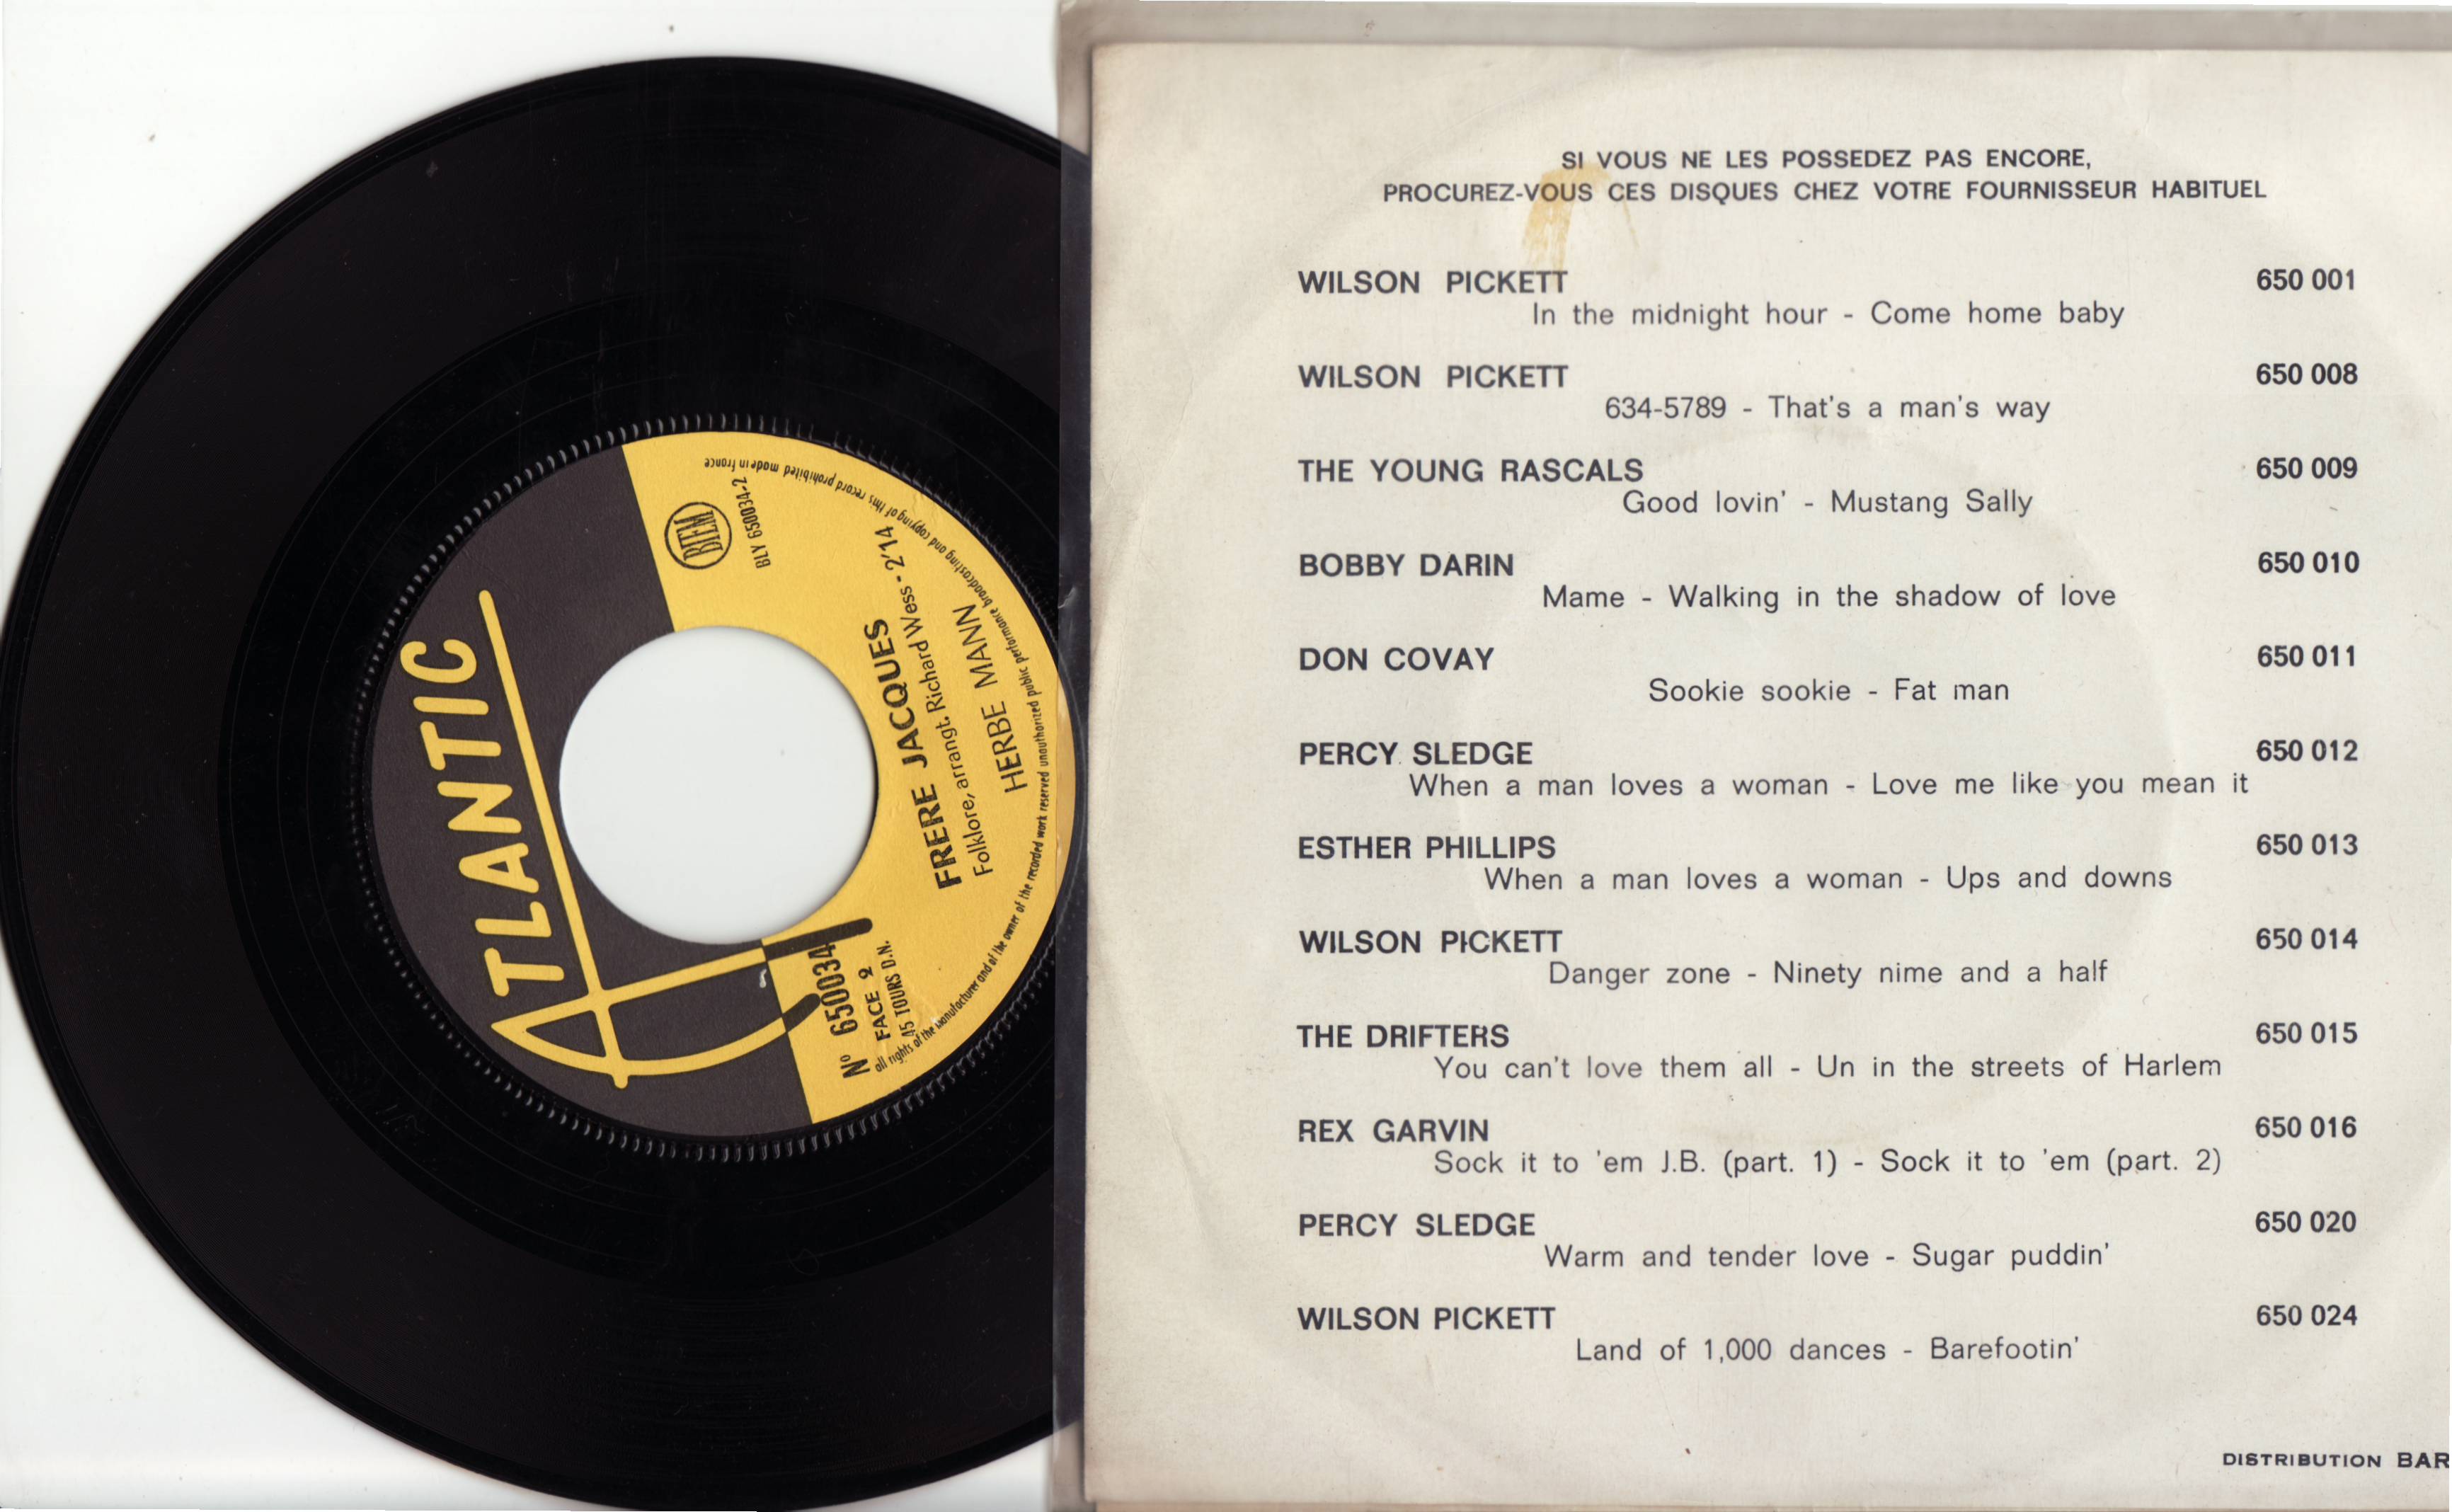 ATLANTIC
BIEM
BLY 650034-2
N° 650034
FACE 2
45 TOURS D.N.
FRERE JACQUES
Folklore, arrangt. Richard Wess - 2'14
HERBE MANN
all rights of the manufacturer and of the owner of the recorded work reserved unauthorized public performance broadcasting and copying of this record prohibited made in france
SI VOUS NE LES POSSEDEZ PAS ENCORE,
PROCUREZ-VOUS CES DISQUES CHEZ VOTRE FOURNISSEUR HABITUEL
WILSON PICKETT 650 001
In the midnight hour - Come home baby
WILSON PICKETT 650 008
634-5789 - That's a man's way
THE YOUNG RASCALS 650 009
Good lovin' - Mustang Sally
BOBBY DARIN 650 010
Mame - Walking in the shadow of love
DON COVAY 650 011
Sookie sookie - Fat man
PERCY SLEDGE 650 012
When a man loves a woman - Love me like you mean it
ESTHER PHILLIPS 650 013
When a man loves a woman - Ups and downs
WILSON PICKETT 650 014
Danger zone - Ninety nime and a half
THE DRIFTERS 650 015
You can't love them all - Un in the streets of Harlem
REX GARVIN 650 016
Sock it to 'em J.B. (part. 1) - Sock it to 'em (part. 2)
PERCY SLEDGE 650 020
Warm and tender love - Sugar puddin'
WILSON PICKETT 650 024
Land of 1,000 dances - Barefootin'
DISTRIBUTION BAR